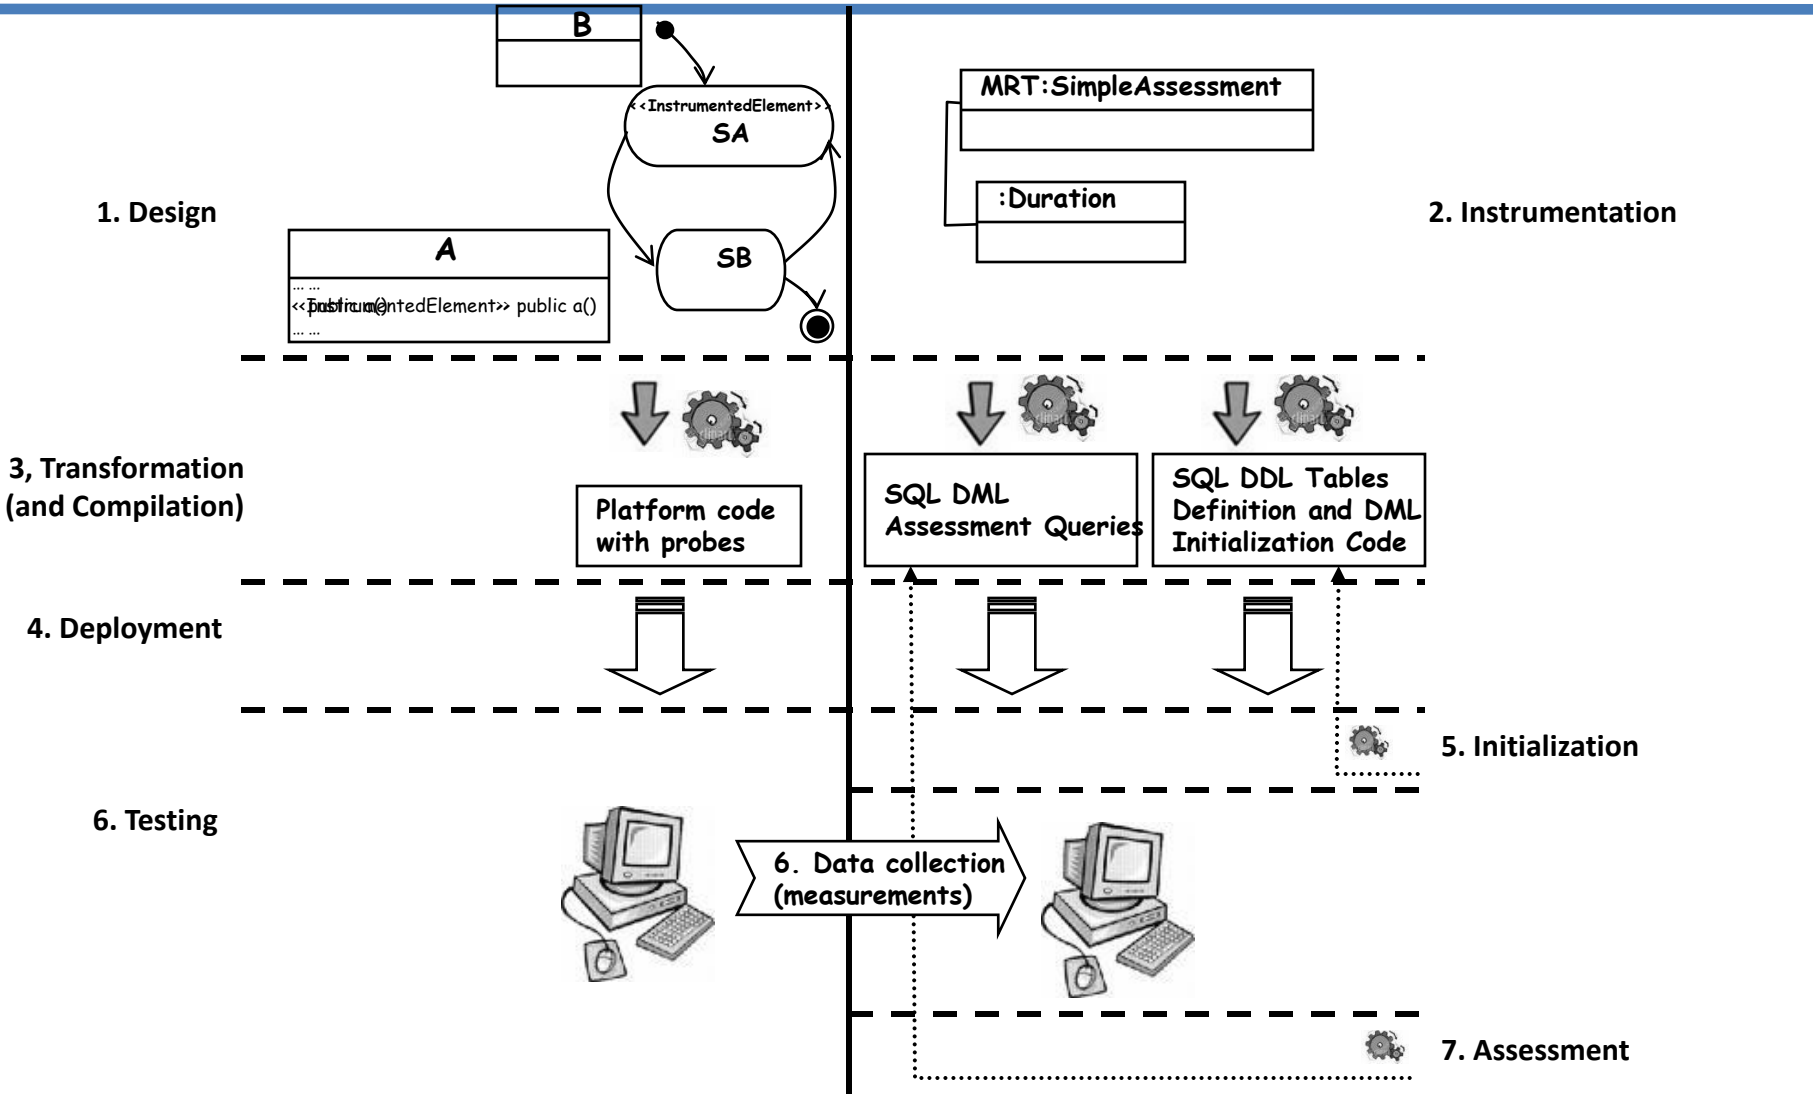 B
<<InstrumentedElement>>
SA
MRT:SimpleAssessment
:Duration
1. Design
2. Instrumentation
A
SB
... ...
<<InstrumentedElement>> public a()
public a()
... ...
3, Transformation
(and Compilation)
Platform code
with probes
SQL DML
Assessment Queries
SQL DDL Tables
Definition and DML
Initialization Code
4. Deployment
5. Initialization
6. Testing
6. Data collection
(measurements)
7. Assessment